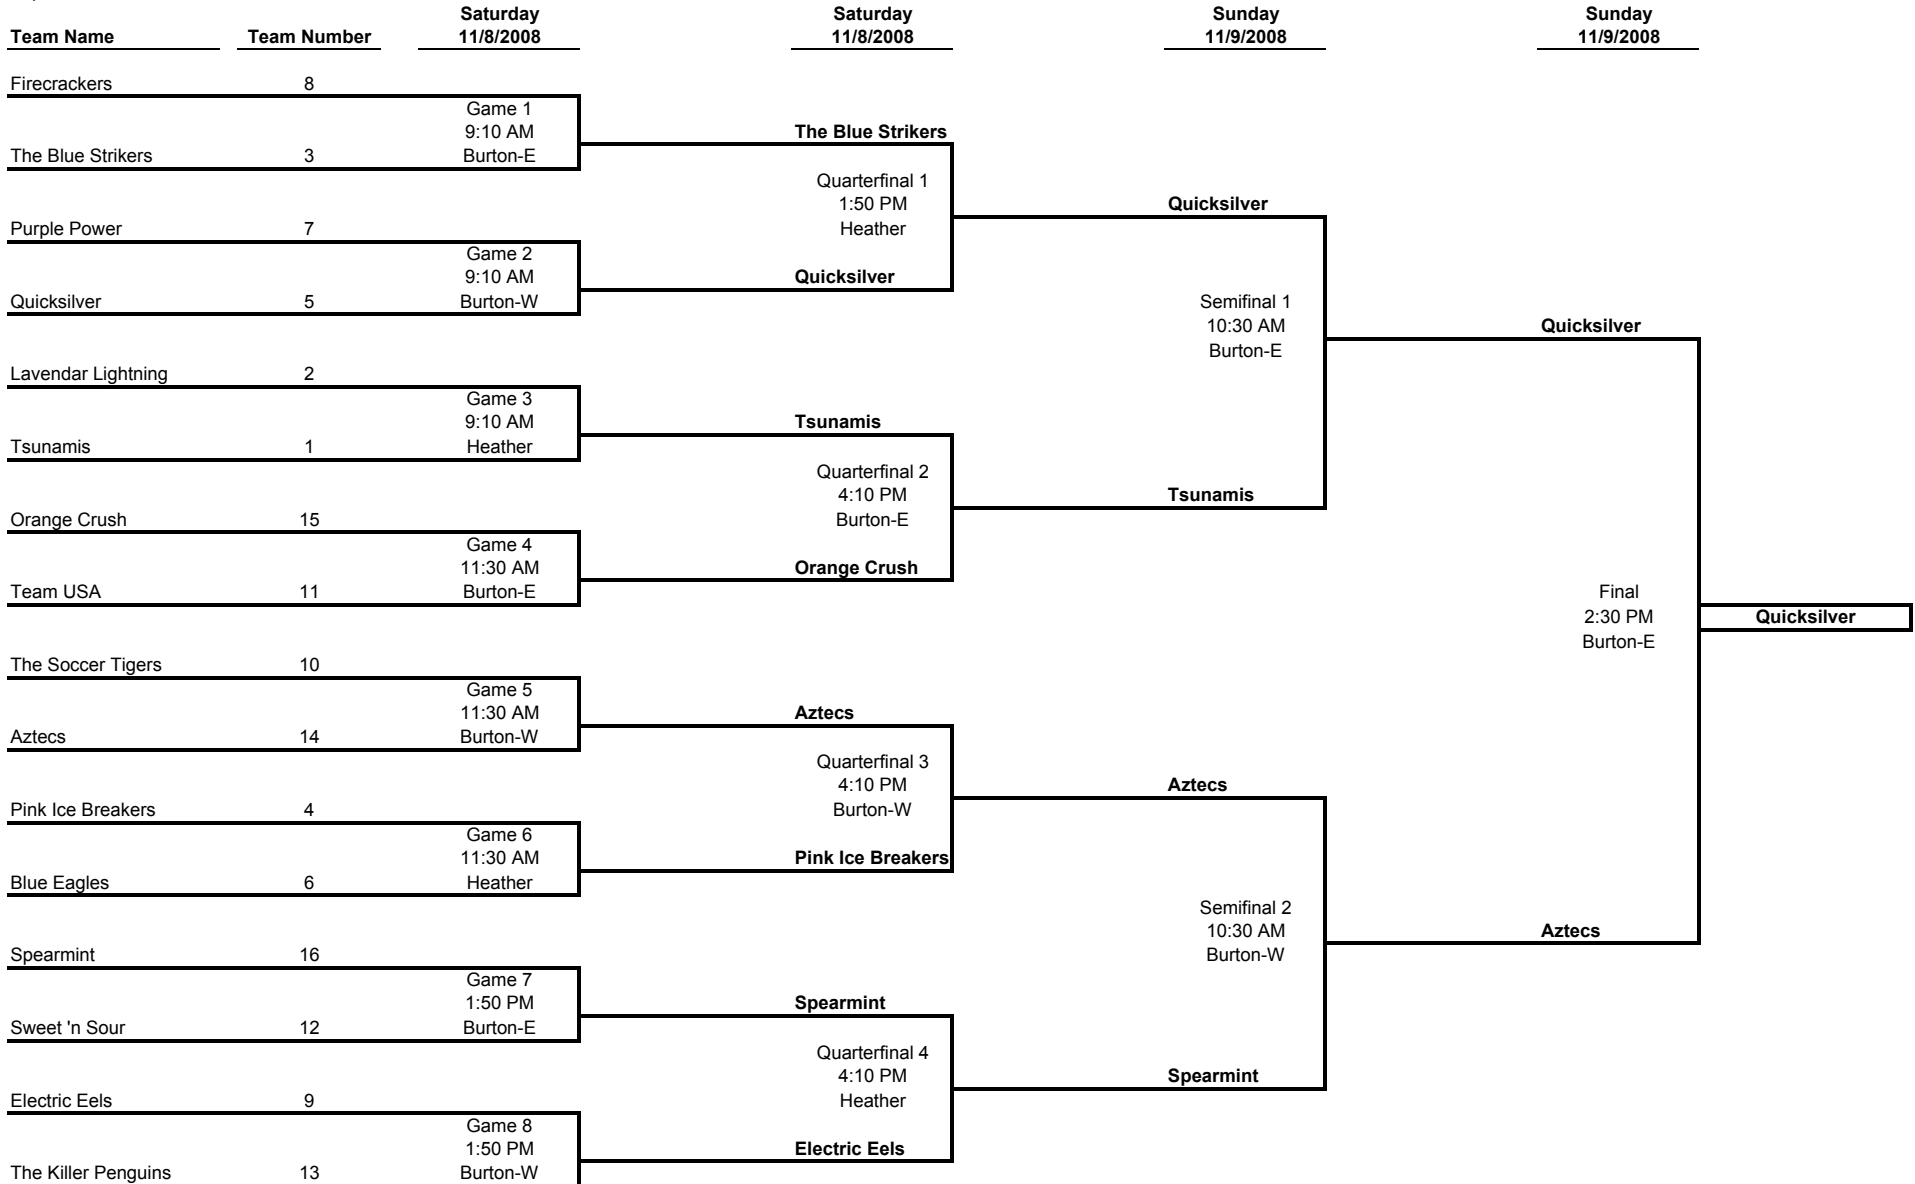 Saturday Saturday Sunday Sunday
Team Name Team Number 11/8/2008 11/8/2008 11/9/2008 11/9/2008
Firecrackers 8
Game 1
9:10 AM The Blue Strikers
The Blue Strikers 3 Burton-E
Quarterfinal 1
1:50 PM Quicksilver
Purple Power 7 Heather
Game 2
9:10 AM Quicksilver
Quicksilver 5 Burton-W Semifinal 1
10:30 AM Quicksilver
Burton-E
Lavendar Lightning 2
Game 3
9:10 AM Tsunamis
Tsunamis 1 Heather
Quarterfinal 2
4:10 PM Tsunamis
Orange Crush 15 Burton-E
Game 4
11:30 AM Orange Crush
Team USA 11 Burton-E Final
2:30 PM Quicksilver
Burton-E
The Soccer Tigers 10
Game 5
11:30 AM Aztecs
Aztecs 14 Burton-W
Quarterfinal 3
4:10 PM Aztecs
Pink Ice Breakers 4 Burton-W
Game 6
11:30 AM Pink Ice Breakers
Blue Eagles 6 Heather
Semifinal 2
10:30 AM Aztecs
Spearmint 16 Burton-W
Game 7
1:50 PM Spearmint
Sweet 'n Sour 12 Burton-E
Quarterfinal 4
4:10 PM Spearmint
Electric Eels 9 Heather
Game 8
1:50 PM Electric Eels
The Killer Penguins 13 Burton-W